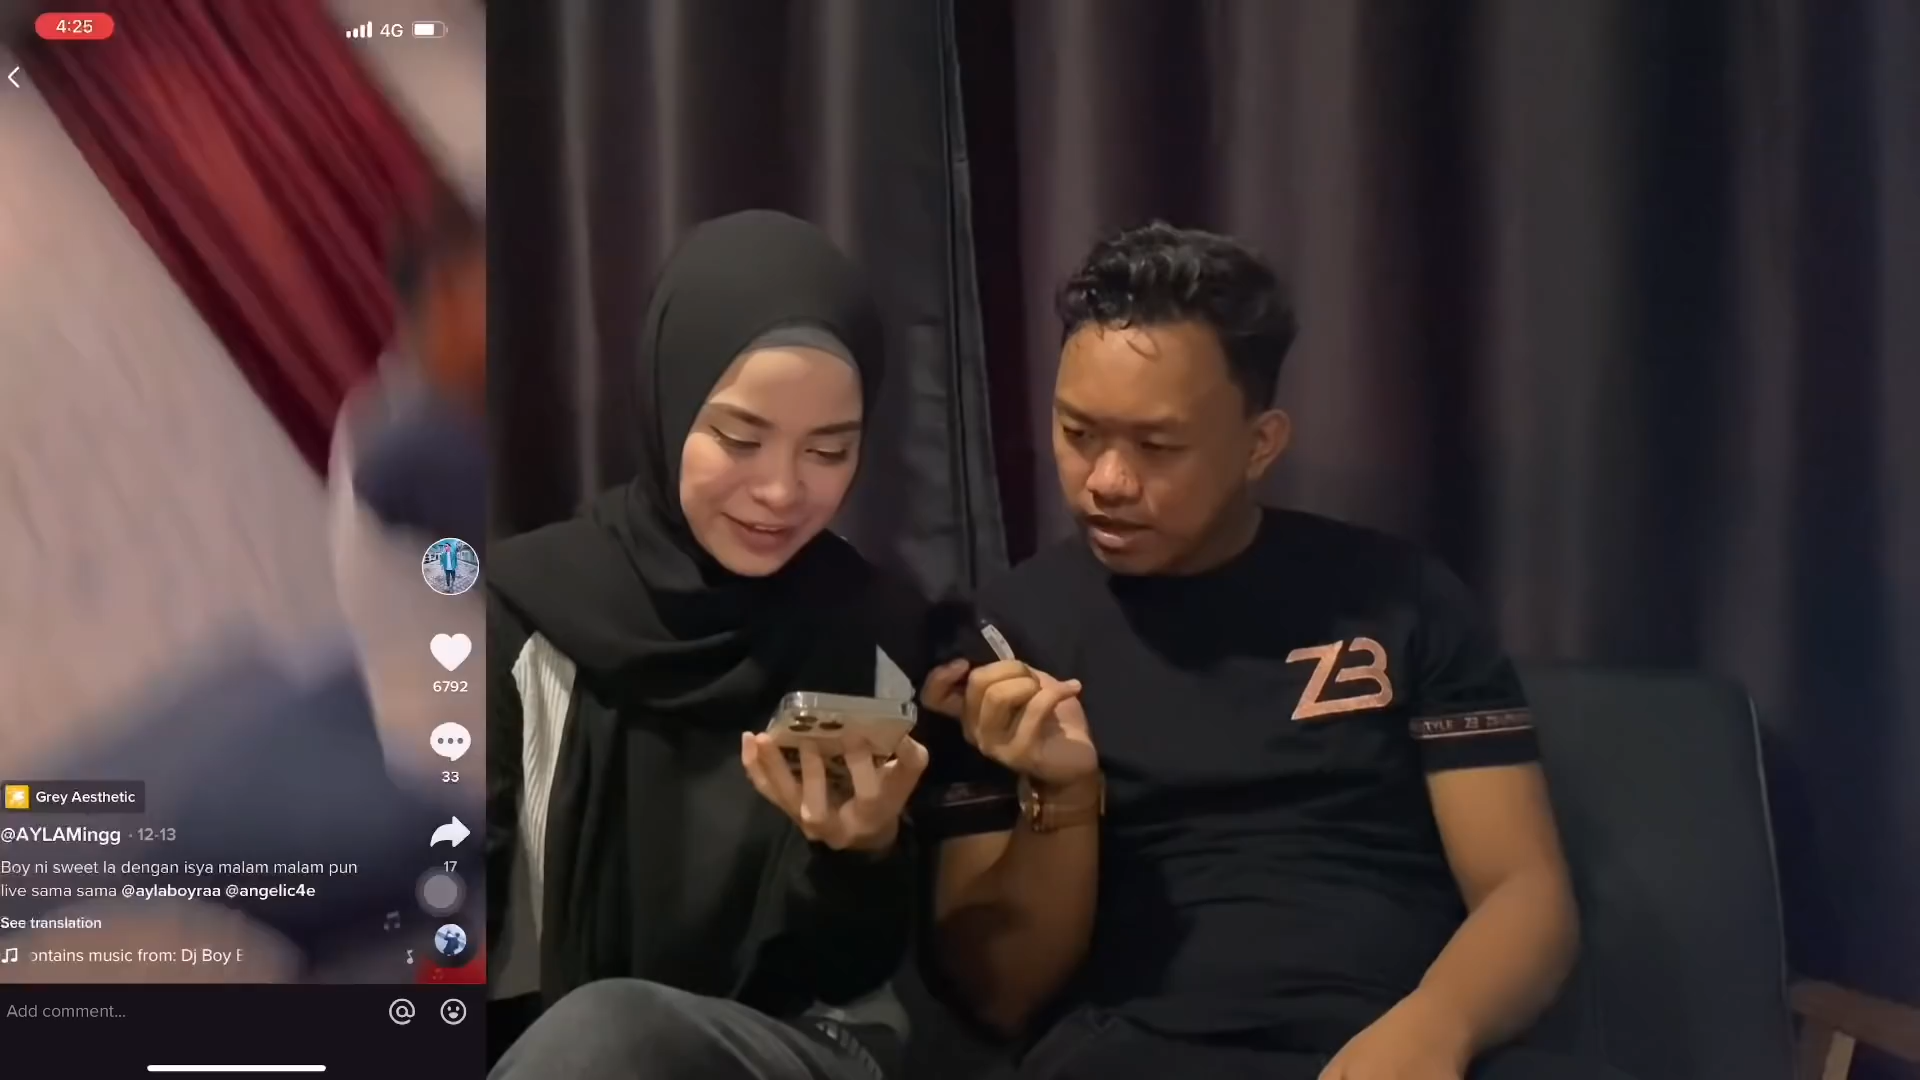 4:25
4G
6792
33
Grey Aesthetic
@AYLAMingg · 12-13
17
Boy ni sweet la dengan isya malam malam pun
live sama sama @aylaboyraa @angelic4e
See translation
ontains music from: Dj Boy
Add comment...
ZB